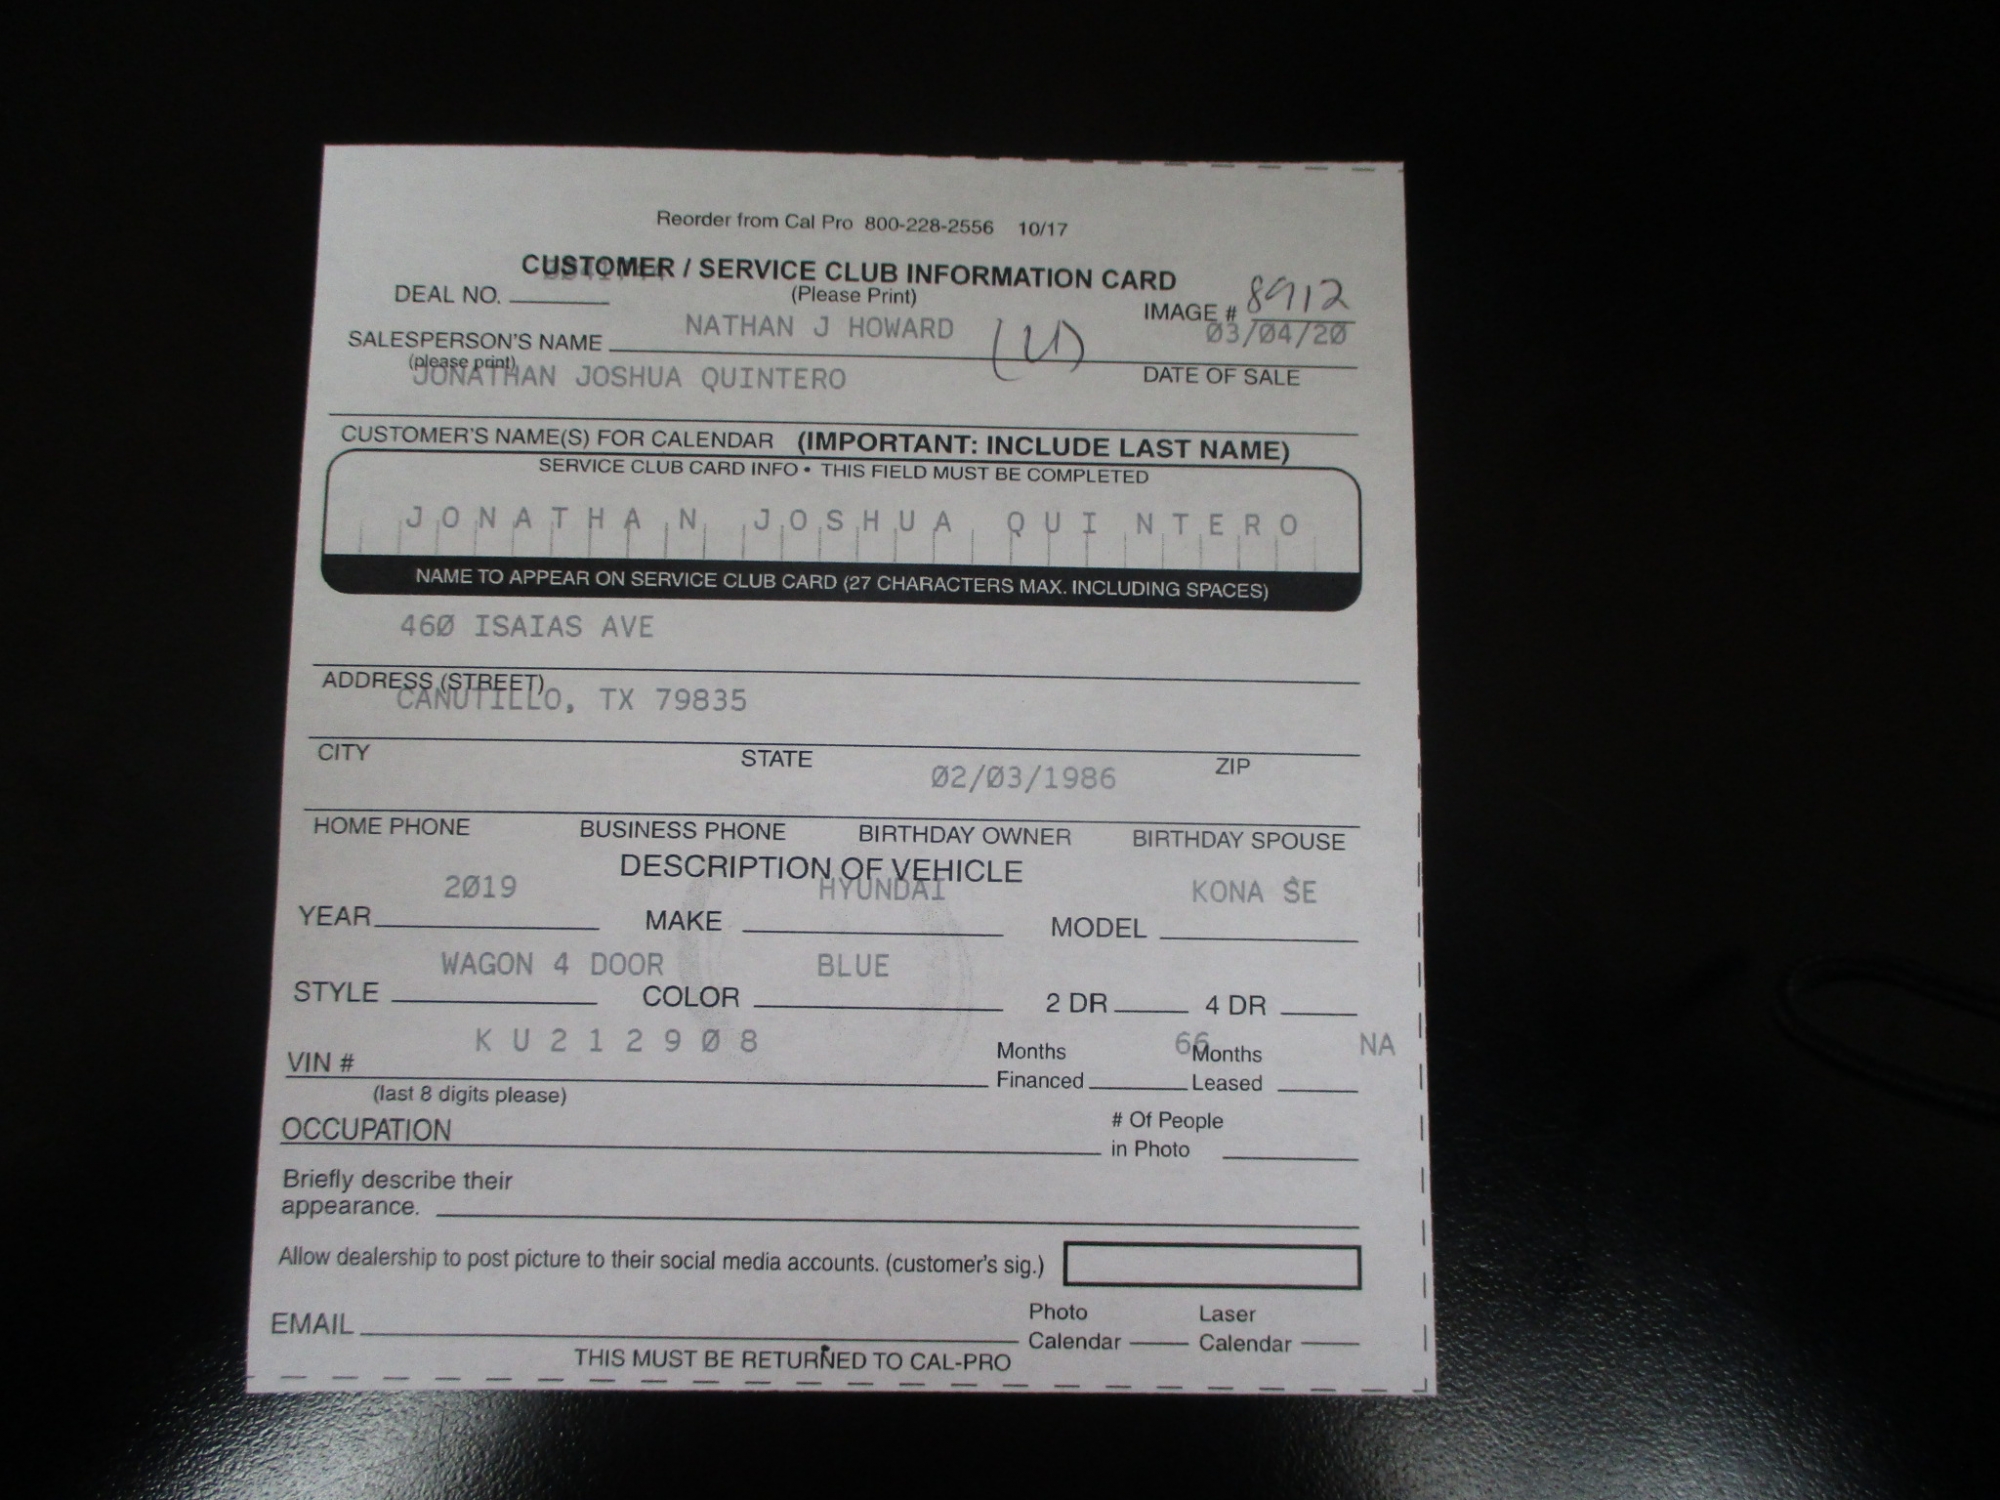 Reorder from Cal Pro 800-228-2556 10/17
CUSTOMER / SERVICE CLUB INFORMATION CARD
DEAL NO. (Please Print) IMAGE # 8912
SALESPERSON'S NAME NATHAN J HOWARD (U) 03/04/20
(please print) DATE OF SALE
JONATHAN JOSHUA QUINTERO
CUSTOMER'S NAME(S) FOR CALENDAR (IMPORTANT: INCLUDE LAST NAME)
SERVICE CLUB CARD INFO • THIS FIELD MUST BE COMPLETED
JONATHAN JOSHUA QUINTERO
NAME TO APPEAR ON SERVICE CLUB CARD (27 CHARACTERS MAX. INCLUDING SPACES)
460 ISAIAS AVE
ADDRESS (STREET)
CANUTILLO, TX 79835
CITY STATE ZIP
02/03/1986
HOME PHONE BUSINESS PHONE BIRTHDAY OWNER BIRTHDAY SPOUSE
DESCRIPTION OF VEHICLE
2019 HYUNDAI KONA SE
YEAR MAKE MODEL
WAGON 4 DOOR BLUE
STYLE COLOR 2 DR 4 DR
KU212908 66 NA
VIN # Months Financed Months Leased
(last 8 digits please)
OCCUPATION # Of People in Photo
Briefly describe their
appearance.
Allow dealership to post picture to their social media accounts. (customer's sig.)
EMAIL Photo Calendar Laser Calendar
THIS MUST BE RETURNED TO CAL-PRO